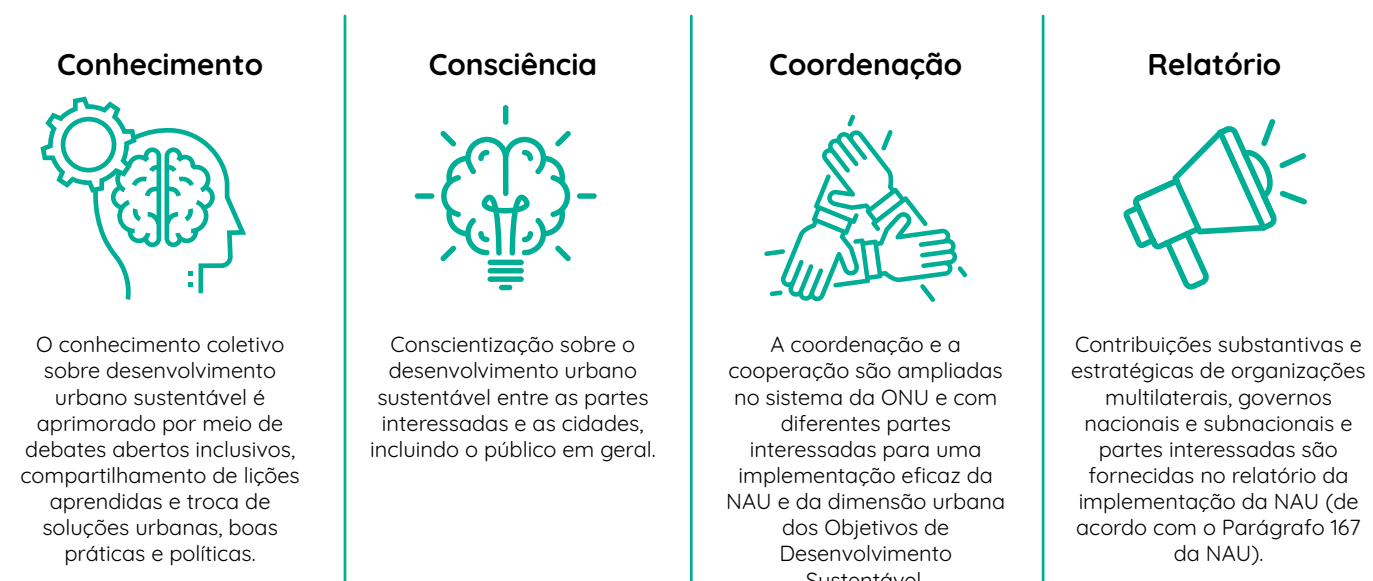 Conhecimento
O conhecimento coletivo
sobre desenvolvimento
urbano sustentável é
aprimorado por meio de
debates abertos inclusivos,
compartilhamento de lições
aprendidas e troca de
soluções urbanas, boas
práticas e políticas.
Consciência
Conscientização sobre o
desenvolvimento urbano
sustentável entre as partes
interessadas e as cidades,
incluindo o público em geral.
Coordenação
A coordenação e a
cooperação são ampliadas
no sistema da ONU e com
diferentes partes
interessadas para uma
implementação eficaz da
NAU e da dimensão urbana
dos Objetivos de
Desenvolvimento
Sustentável
Relatório
Contribuições substantivas e
estratégicas de organizações
multilaterais, governos
nacionais e subnacionais e
partes interessadas são
fornecidas no relatório da
implementação da NAU (de
acordo com o Parágrafo 167
da NAU).